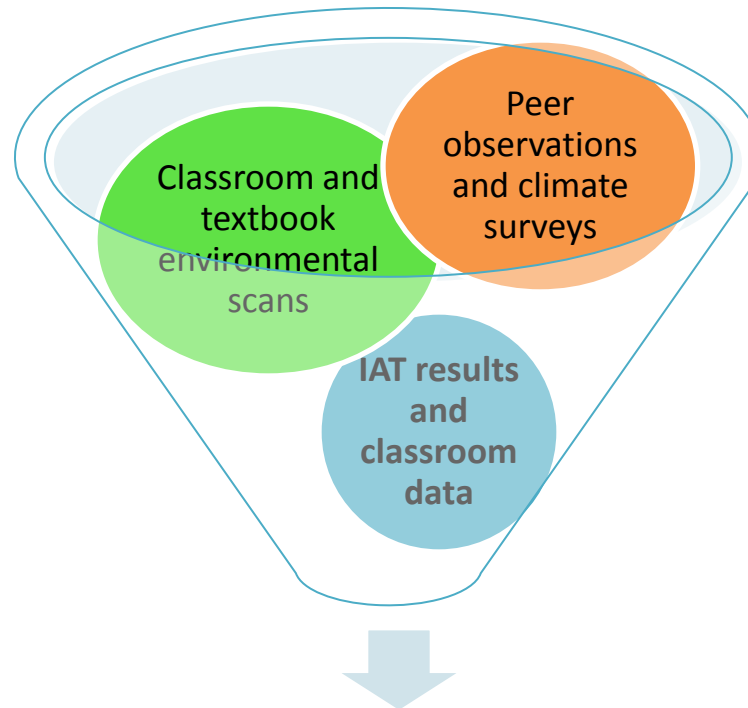 Peer
observations
and climate
surveys
Classroom and
textbook
environmental
scans
IAT results
and
classroom
data